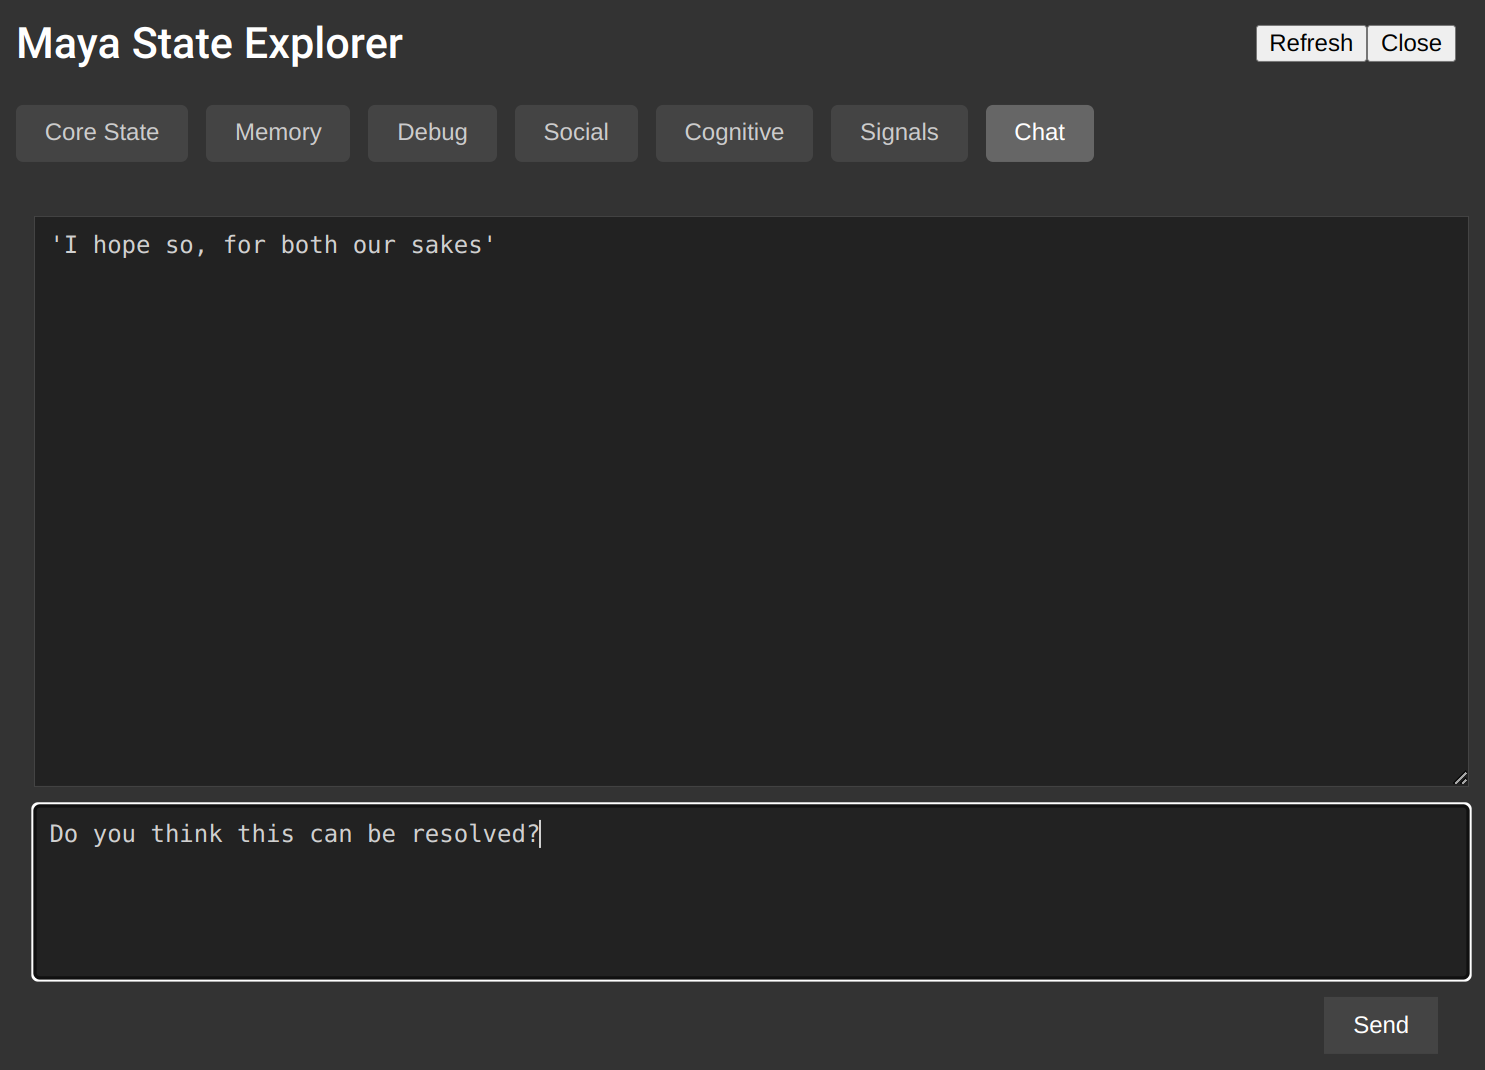 Maya State Explorer
Refresh Close
Core State Memory Debug Social Cognitive Signals Chat
'I hope so, for both our sakes'
Do you think this can be resolved?
Send